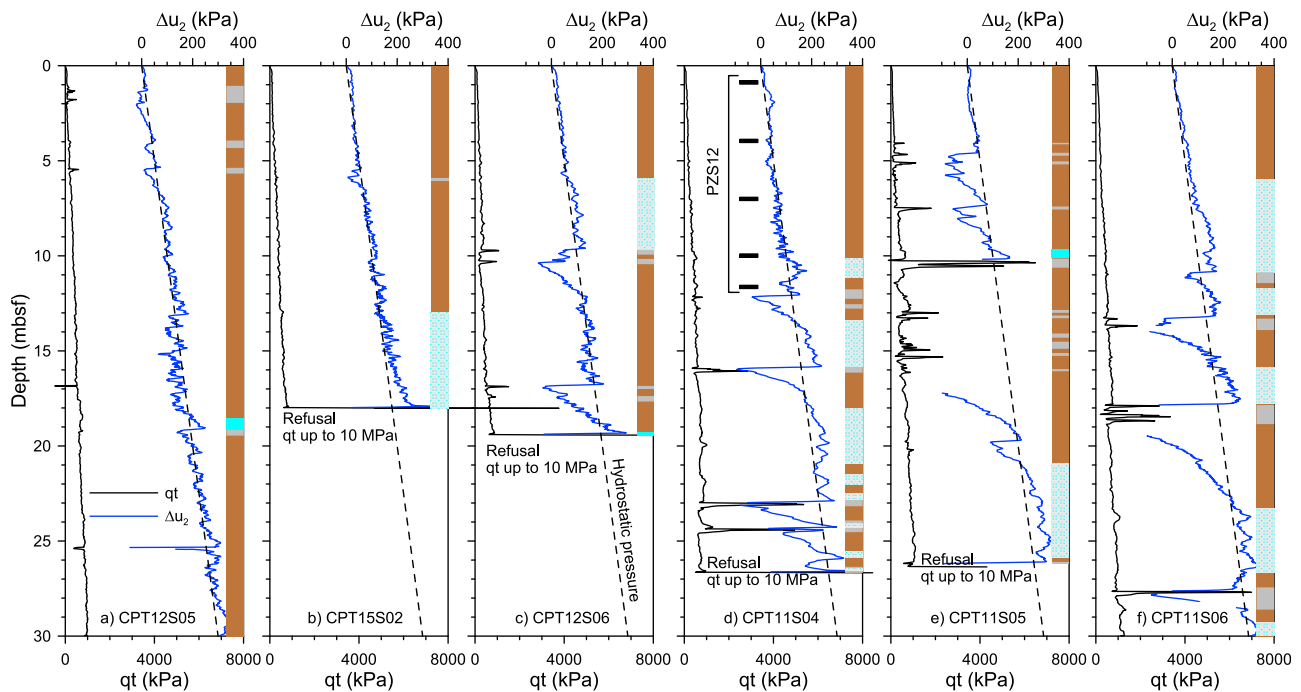 Δu2 (kPa) Δu2 (kPa) Δu2 (kPa) Δu2 (kPa) Δu2 (kPa) Δu2 (kPa)
0 200 400 0 200 400 0 200 400 0 200 400 0 200 400 0 200 400
0
5
10
15
20
25
30
Depth (mbsf)
PZS12
Refusal
qt up to 10 MPa
Refusal
qt up to 10 MPa
Hydrostatic pressure
qt
Δu2
Refusal
qt up to 10 MPa
Refusal
qt up to 10 MPa
a) CPT12S05 b) CPT15S02 c) CPT12S06 d) CPT11S04 e) CPT11S05 f) CPT11S06
0 4000 8000 0 4000 8000 0 4000 8000 0 4000 8000 0 4000 8000 0 4000 8000
qt (kPa) qt (kPa) qt (kPa) qt (kPa) qt (kPa) qt (kPa)